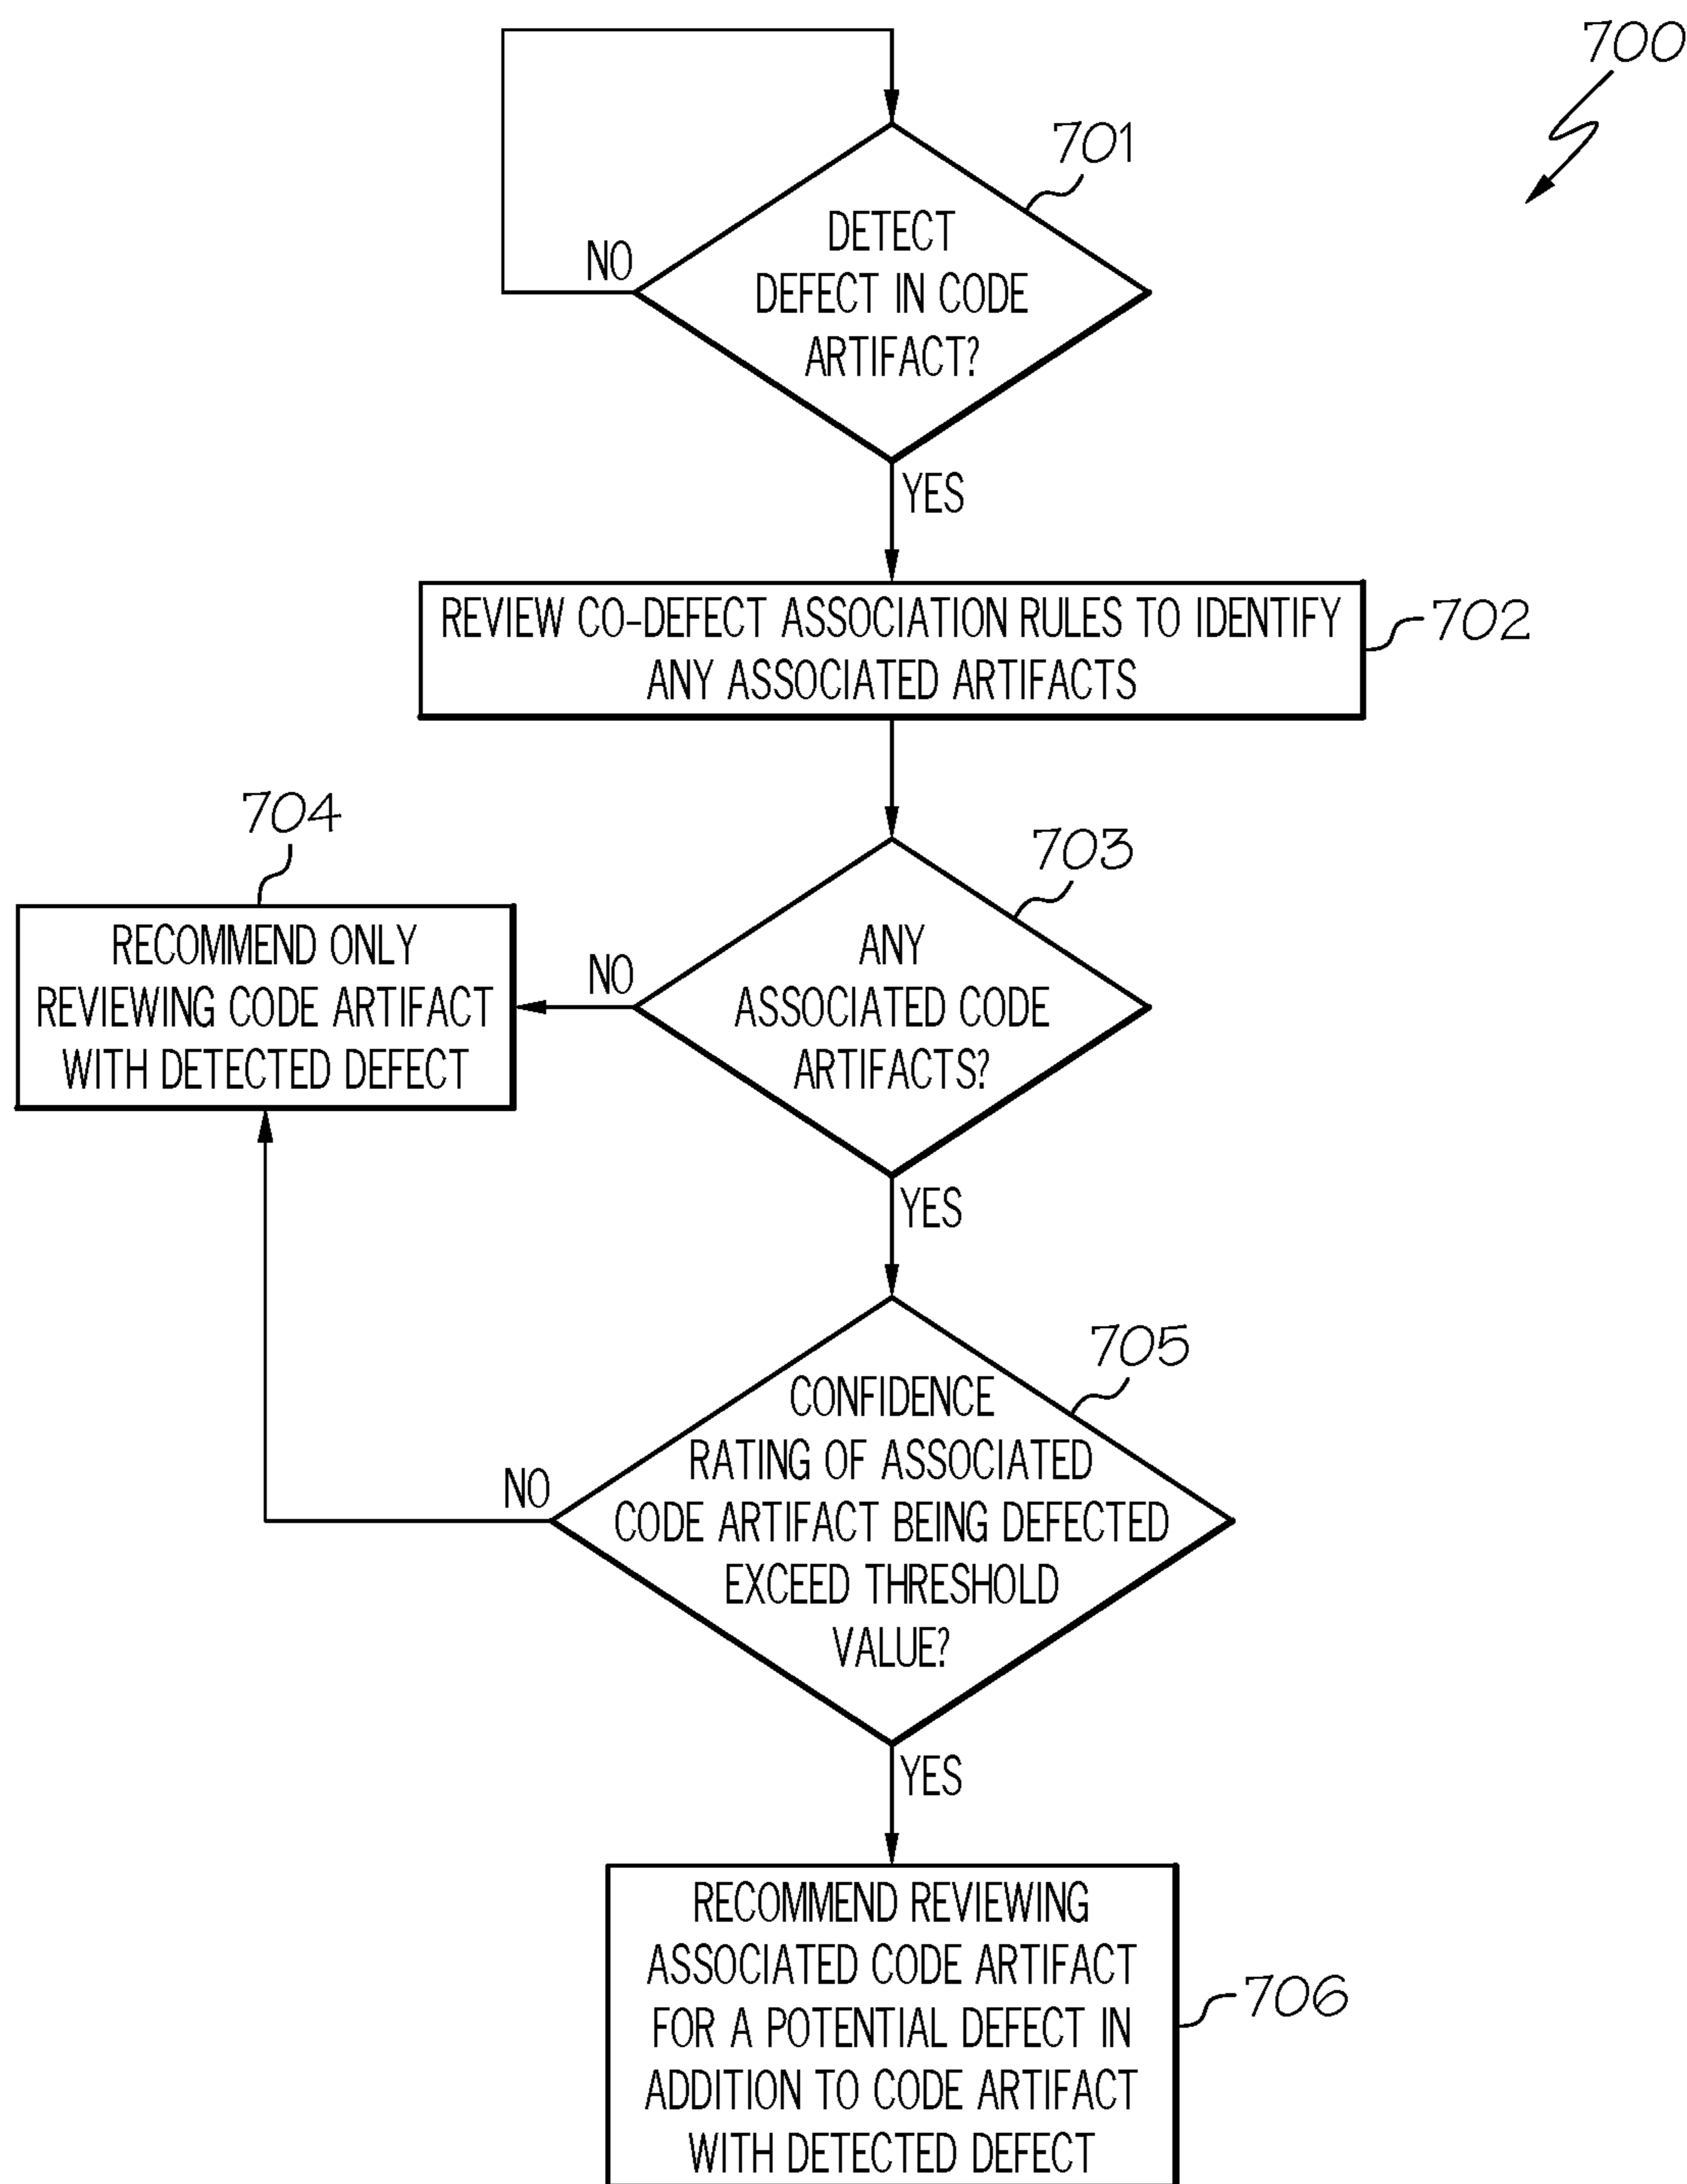 700
701
DETECT
DEFECT IN CODE
ARTIFACT?
NO
YES
REVIEW CO-DEFECT ASSOCIATION RULES TO IDENTIFY
ANY ASSOCIATED ARTIFACTS
702
703
ANY
ASSOCIATED CODE
ARTIFACTS?
NO
704
RECOMMEND ONLY
REVIEWING CODE ARTIFACT
WITH DETECTED DEFECT
YES
705
CONFIDENCE
RATING OF ASSOCIATED
CODE ARTIFACT BEING DEFECTED
EXCEED THRESHOLD
VALUE?
NO
YES
RECOMMEND REVIEWING
ASSOCIATED CODE ARTIFACT
FOR A POTENTIAL DEFECT IN
ADDITION TO CODE ARTIFACT
WITH DETECTED DEFECT
706